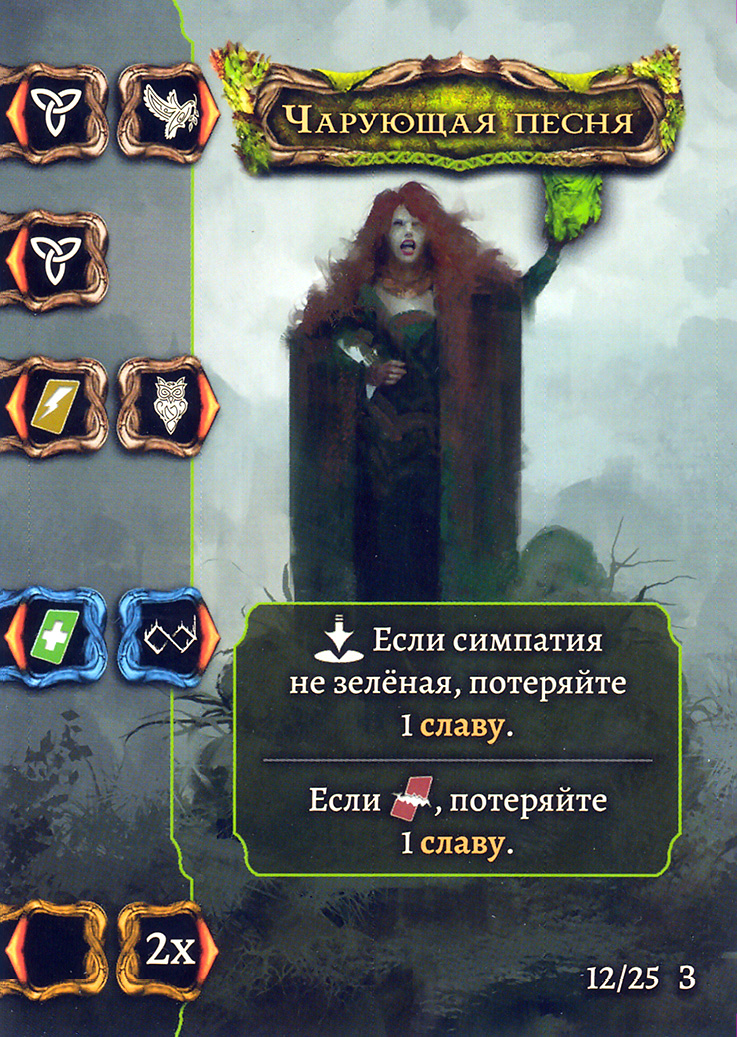 Чарующая песня
Если симпатия
не зелёная, потеряйте
1 славу.
Если , потеряйте
1 славу.
2x
12/25 3